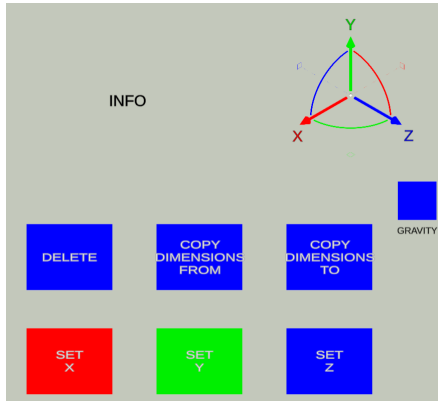 Y
INFO
X
Z
GRAVITY
DELETE
COPY
DIMENSIONS
FROM
COPY
DIMENSIONS
TO
SET
X
SET
Y
SET
Z